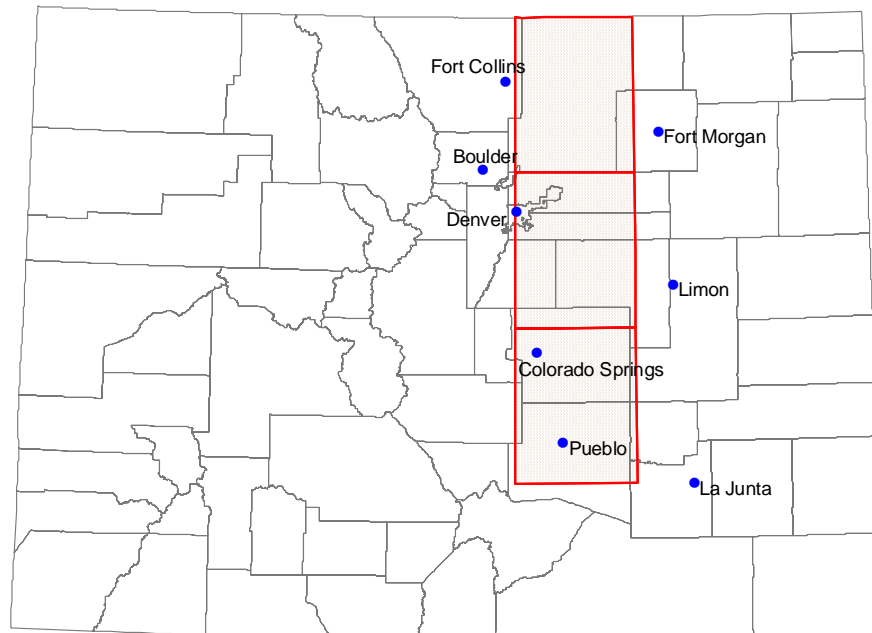 Fort Collins
Fort Morgan
Boulder
Denver
Limon
Colorado Springs
Pueblo
La Junta